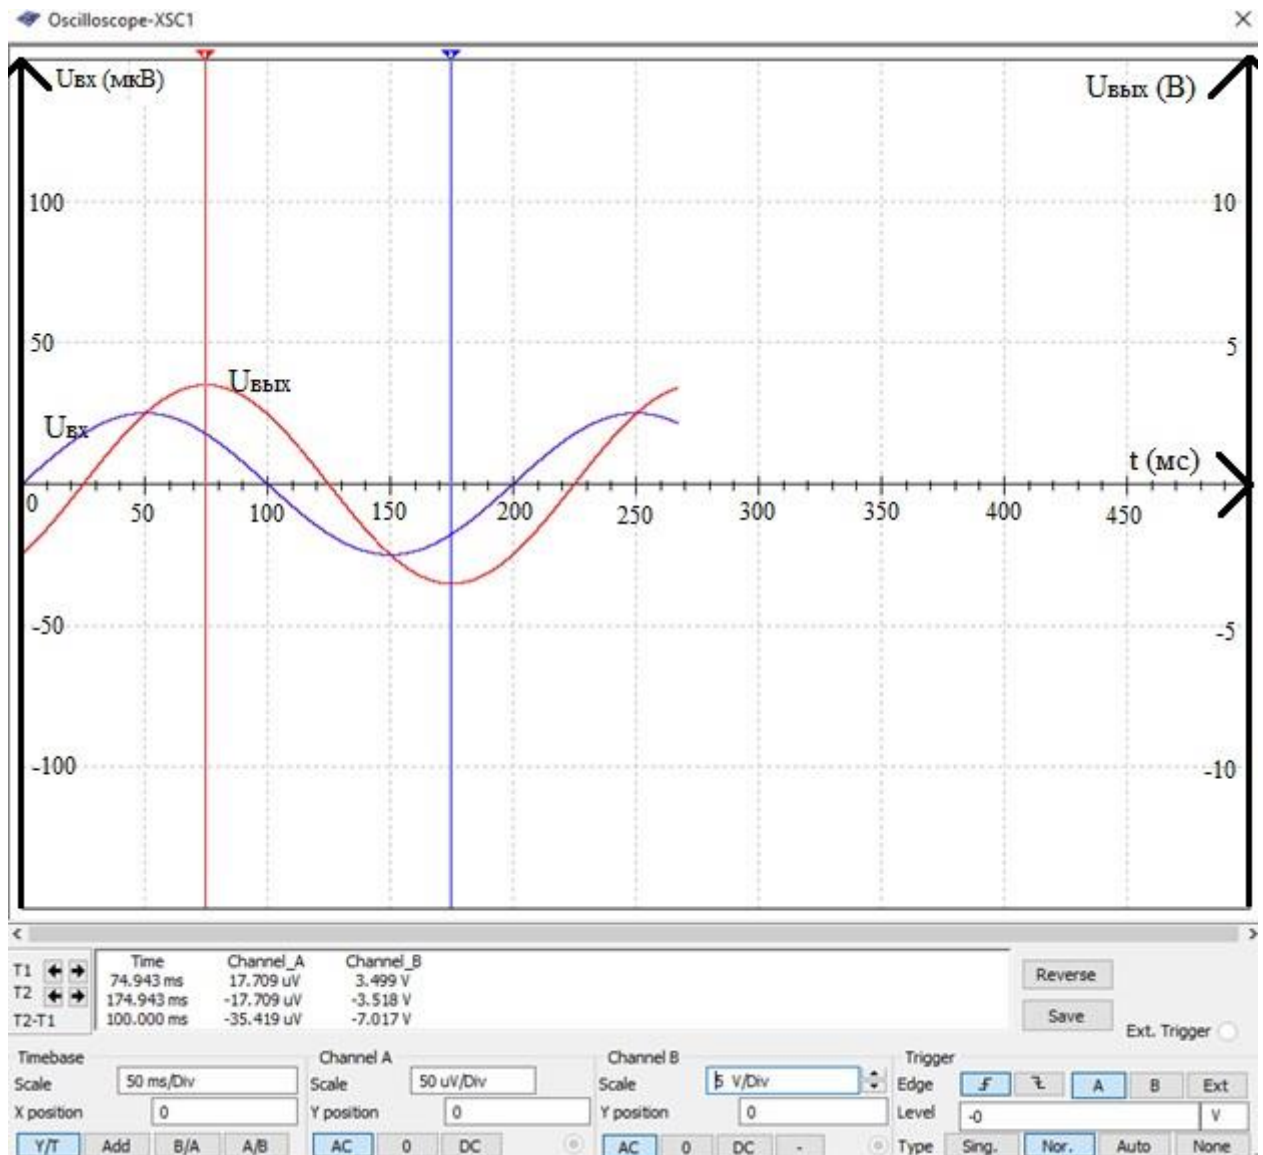 Oscilloscope-XSC1
Uвх (мкВ)
Uвых (В)
100
10
50
5
Uвых
Uвх
t (мс)
0
50
100
150
200
250
300
350
400
450
-50
-5
-100
-10
Time Channel_A Channel_B
T1 74.943 ms 17.709 uV 3.499 V
T2 174.943 ms -17.709 uV -3.518 V
T2-T1 100.000 ms -35.419 uV -7.017 V
Reverse
Save
Ext. Trigger
Timebase
Scale 50 ms/Div
X position 0
Y/T Add B/A A/B
Channel A
Scale 50 uV/Div
Y position 0
AC 0 DC
Channel B
Scale 5 V/Div
Y position 0
AC 0 DC -
Trigger
Edge A B Ext
Level -0 V
Type Sing. Nor. Auto None